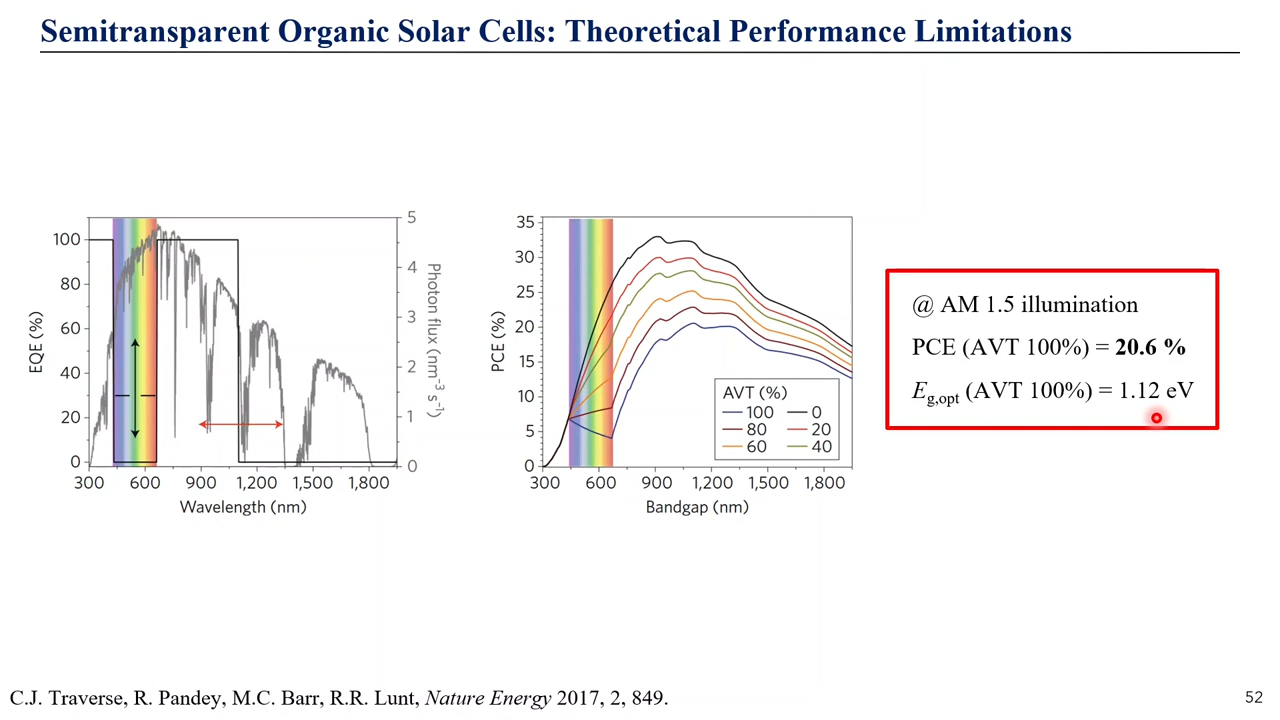 Semitransparent Organic Solar Cells: Theoretical Performance Limitations
100
80
60
40
20
0
EQE (%)
5
4
3
2
1
0
Photon flux (nm⁻³ s⁻¹)
300 600 900 1,200 1,500 1,800
Wavelength (nm)
35
30
25
20
15
10
5
0
PCE (%)
AVT (%)
100 0
80 20
60 40
300 600 900 1,200 1,500 1,800
Bandgap (nm)
@ AM 1.5 illumination
PCE (AVT 100%) = 20.6 %
Eg,opt (AVT 100%) = 1.12 eV
C.J. Traverse, R. Pandey, M.C. Barr, R.R. Lunt, Nature Energy 2017, 2, 849.
52